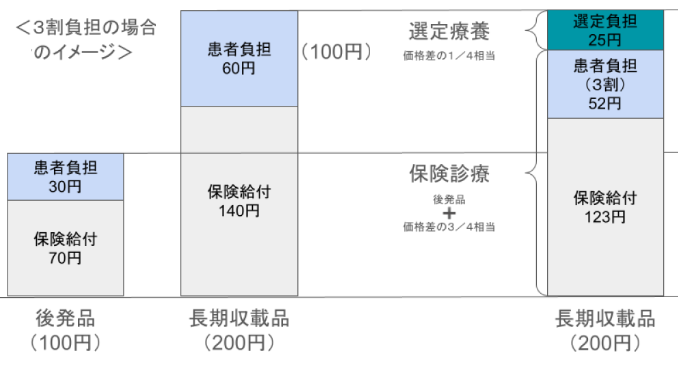 ＜３割負担の場合
のイメージ＞
患者負担
30円
保険給付
70円
後発品
（100円）
患者負担
60円
保険給付
140円
長期収載品
（200円）
（100円）
選定療養
価格差の１／４相当
保険診療
後発品
＋
価格差の３／４相当
選定負担
25円
患者負担
（３割）
52円
保険給付
123円
長期収載品
（200円）